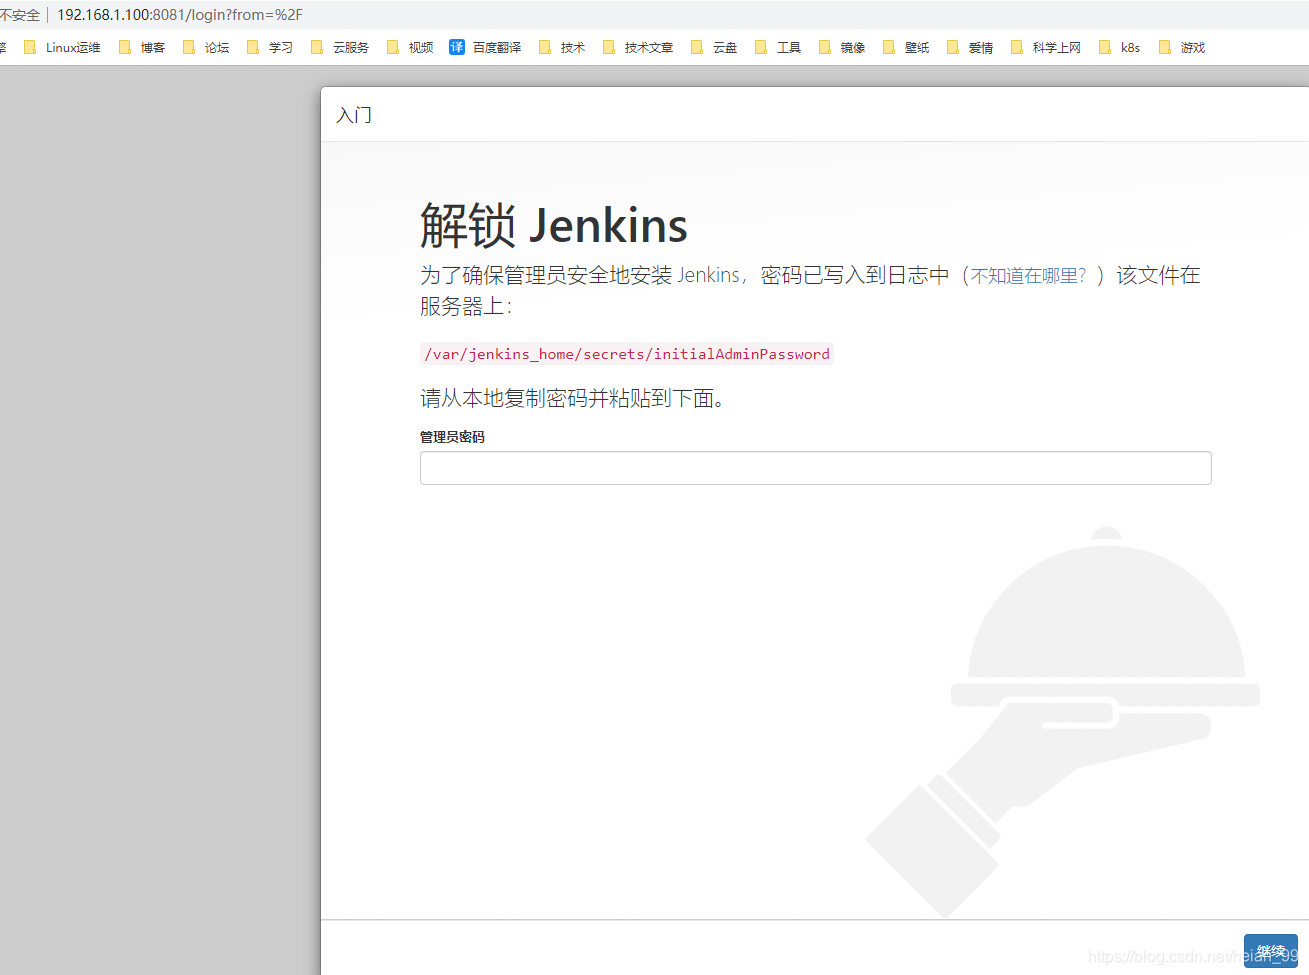 不安全 | 192.168.1.100:8081/login?from=%2F
Linux运维 博客 论坛 学习 云服务 视频 译 百度翻译 技术 技术文章 云盘 工具 镜像 壁纸 爱情 科学上网 k8s 游戏
入门
解锁 Jenkins
为了确保管理员安全地安装 Jenkins，密码已写入到日志中（不知道在哪里？）该文件在
服务器上：
/var/jenkins_home/secrets/initialAdminPassword
请从本地复制密码并粘贴到下面。
管理员密码
继续
https://blog.csdn.net/heian_99